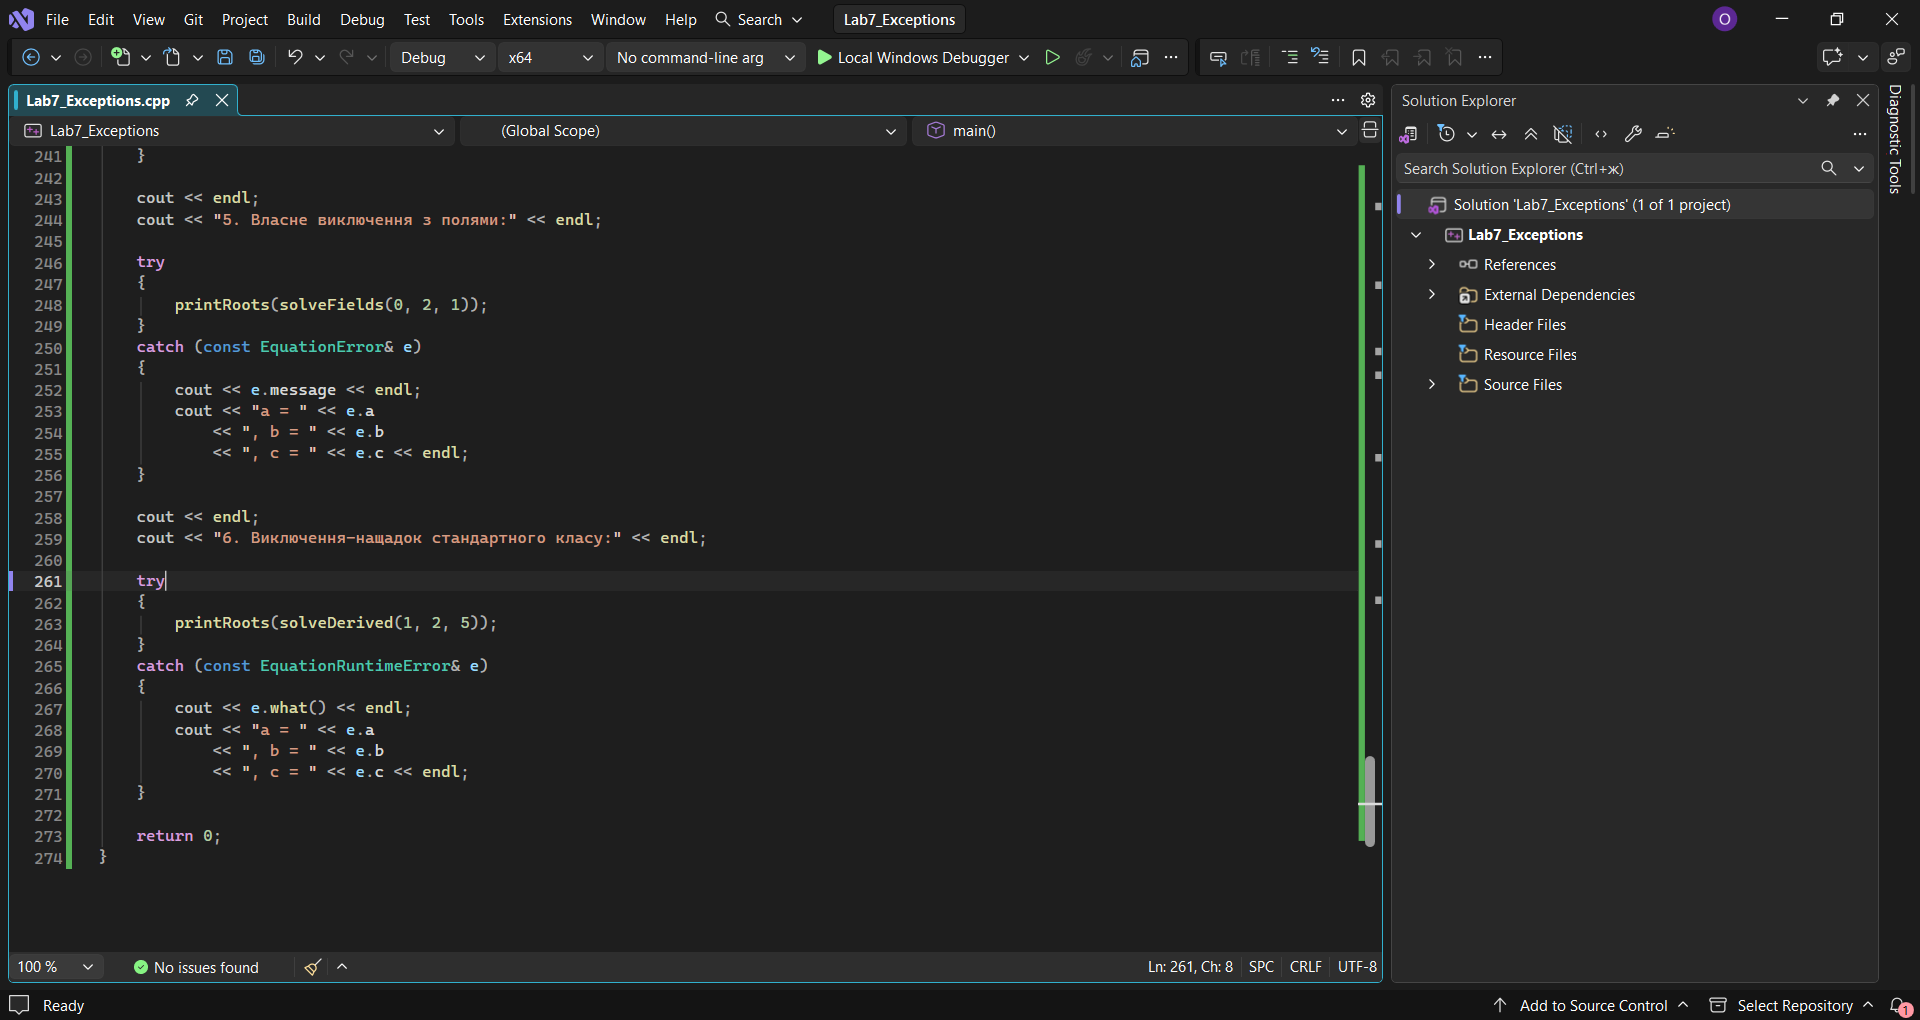 File Edit View Git Project Build Debug Test Tools Extensions Window Help Search Lab7_Exceptions O
Debug x64 No command-line arg Local Windows Debugger
Lab7_Exceptions.cpp
Lab7_Exceptions (Global Scope) main()
241 }
242
243 cout << endl;
244 cout << "5. Власне виключення з полями:" << endl;
245
246 try
247 {
248 printRoots(solveFields(0, 2, 1));
249 }
250 catch (const EquationError& e)
251 {
252 cout << e.message << endl;
253 cout << "a = " << e.a
254 << ", b = " << e.b
255 << ", c = " << e.c << endl;
256 }
257
258 cout << endl;
259 cout << "6. Виключення-нащадок стандартного класу:" << endl;
260
261 try
262 {
263 printRoots(solveDerived(1, 2, 5));
264 }
265 catch (const EquationRuntimeError& e)
266 {
267 cout << e.what() << endl;
268 cout << "a = " << e.a
269 << ", b = " << e.b
270 << ", c = " << e.c << endl;
271 }
272
273 return 0;
274 }
100 % No issues found Ln: 261, Ch: 8 SPC CRLF UTF-8
Solution Explorer
Search Solution Explorer (Ctrl+ж)
Solution 'Lab7_Exceptions' (1 of 1 project)
Lab7_Exceptions
References
External Dependencies
Header Files
Resource Files
Source Files
Diagnostic Tools
Ready Add to Source Control Select Repository 1